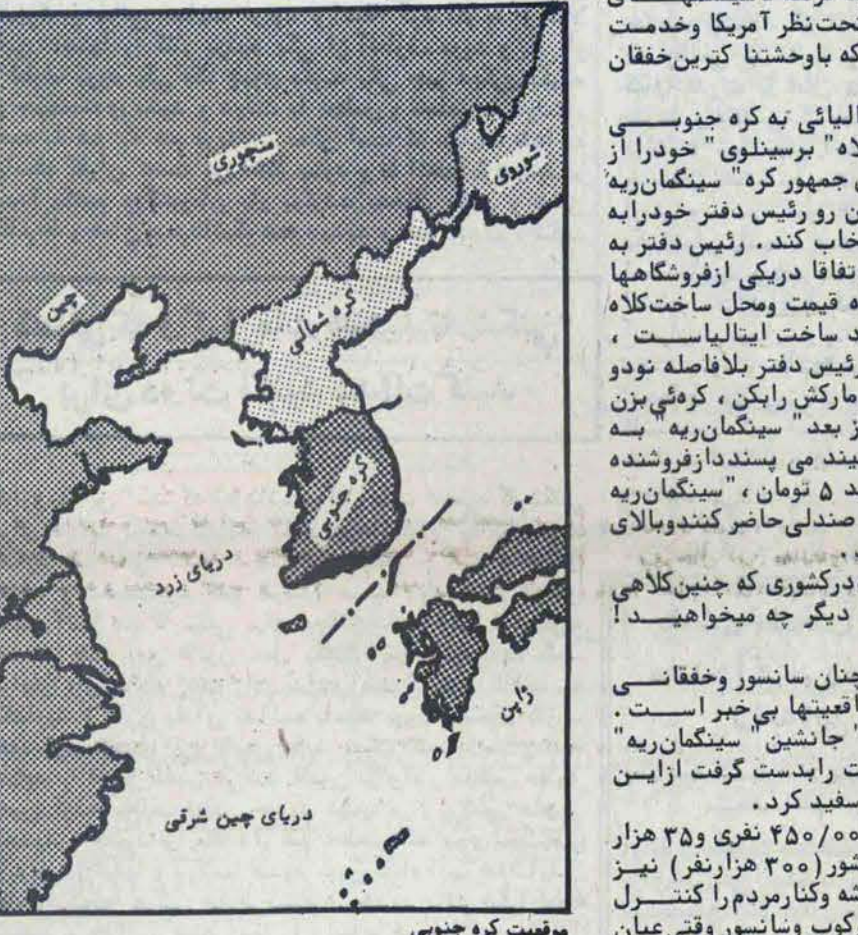 تحت‌نظر آمریکا وخدمت
که باوحشتنا کترین‌خفقان
الیائی به کره جنوبی
لاه" برسینلوی" خودرا از
جمهور کره" سینگمان‌ریه"
ن رو رئیس دفتر خودرابه
خاب کند . رئیس دفتر به
تفاقا دریکی ازفروشگاهها
ه قیمت ومحل ساخت‌کلاه
د ساخت ایتالیاست ،
رئیس دفتر بلافاصله نودو
مارکش رابکن ، کره‌ئی‌بزن
ز بعد" سینگمان‌ریه" به
بیند می پسنددازفروشنده
د ۵ تومان ، "سینگمان‌ریه
صندلی‌حاضر کنندوبالای
درکشوری که چنین‌کلاهی
دیگر چه میخواهید !
چنان سانسور وخفقانی
اقعیتها بی‌خبر است .
" جانشین" سینگمان‌ریه"
ت رابدست گرفت ازاین
سفید کرد .
۴۵۰/۰۰۰ نفری و۳۵ هزار
شور (۳۰۰ هزارنفر) نیز
شه وکنارمردم‌را کنترل
کوب وسانسور وقتی عیان
منچوری
شوروی
چین
کره شمالی
کره جنوبی
دریای زرد
ژاپن
دریای چین شرقی
موقعیت کره جنوبی